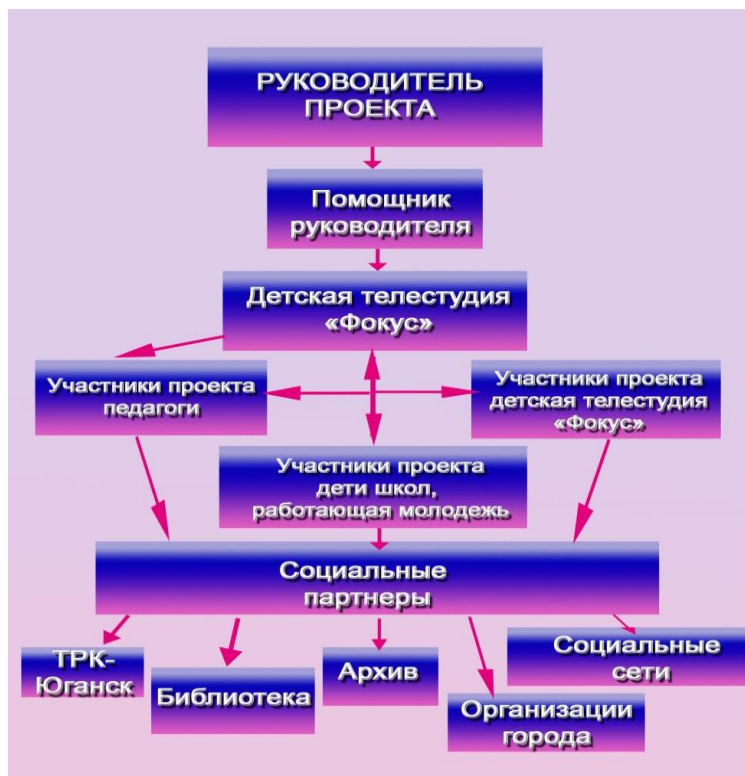 РУКОВОДИТЕЛЬ
ПРОЕКТА
Помощник
руководителя
Детская телестудия
«Фокус»
Участники проекта
педагоги
Участники проекта
детская телестудия
«Фокус»
Участники проекта
дети школ,
работающая молодежь
Социальные
партнеры
ТРК-
Юганск
Библиотека
Архив
Организации
города
Социальные
сети